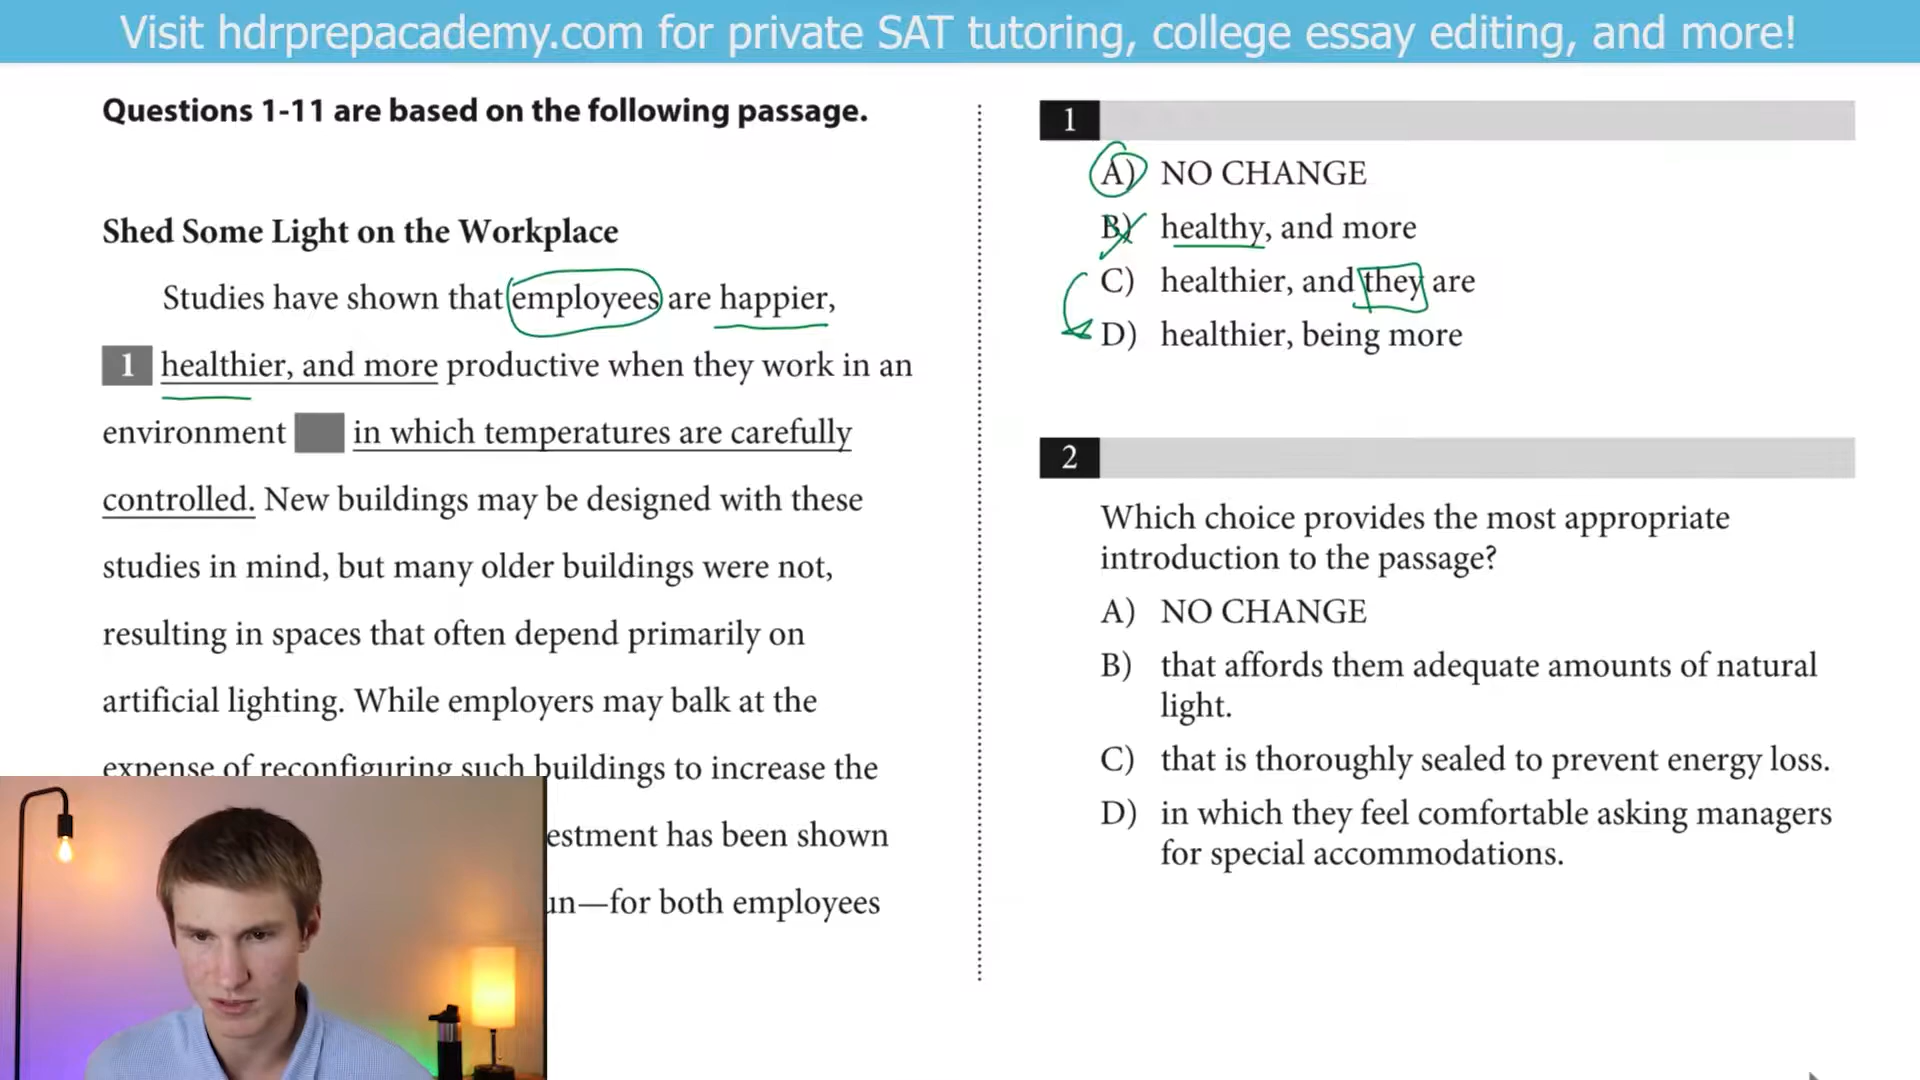 Visit hdrprepacademy.com for private SAT tutoring, college essay editing, and more!
Questions 1-11 are based on the following passage.
Shed Some Light on the Workplace
Studies have shown that employees are happier,
1 healthier, and more productive when they work in an
environment in which temperatures are carefully
controlled. New buildings may be designed with these
studies in mind, but many older buildings were not,
resulting in spaces that often depend primarily on
artificial lighting. While employers may balk at the
expense of reconfiguring such buildings to increase the
estment has been shown
un—for both employees
1
A) NO CHANGE
B) healthy, and more
C) healthier, and they are
D) healthier, being more
2
Which choice provides the most appropriate
introduction to the passage?
A) NO CHANGE
B) that affords them adequate amounts of natural
light.
C) that is thoroughly sealed to prevent energy loss.
D) in which they feel comfortable asking managers
for special accommodations.